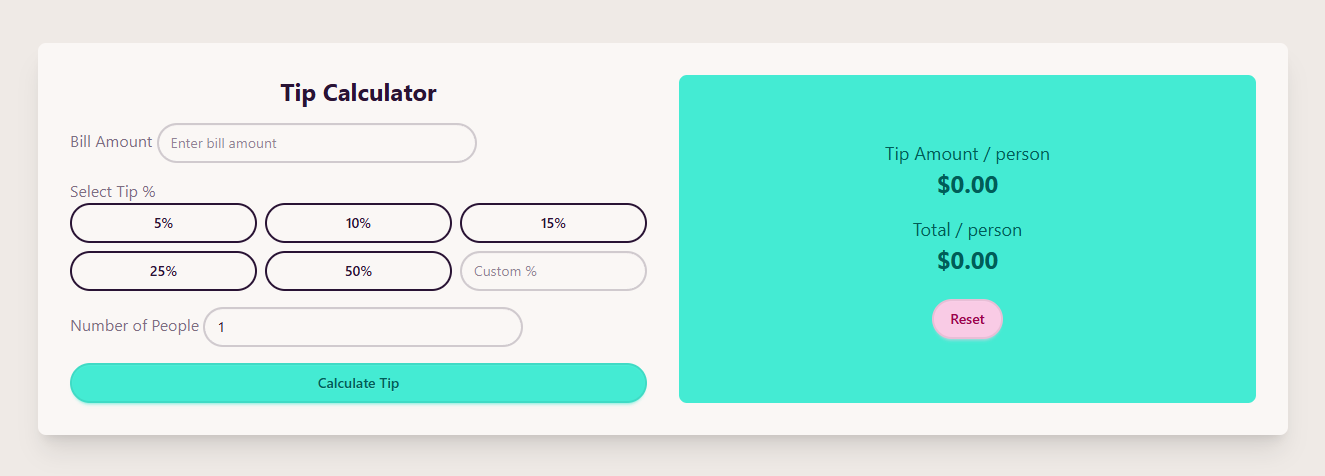 Tip Calculator
Bill Amount Enter bill amount
Select Tip %
5% 10% 15%
25% 50% Custom %
Number of People 1
Calculate Tip
Tip Amount / person
$0.00
Total / person
$0.00
Reset